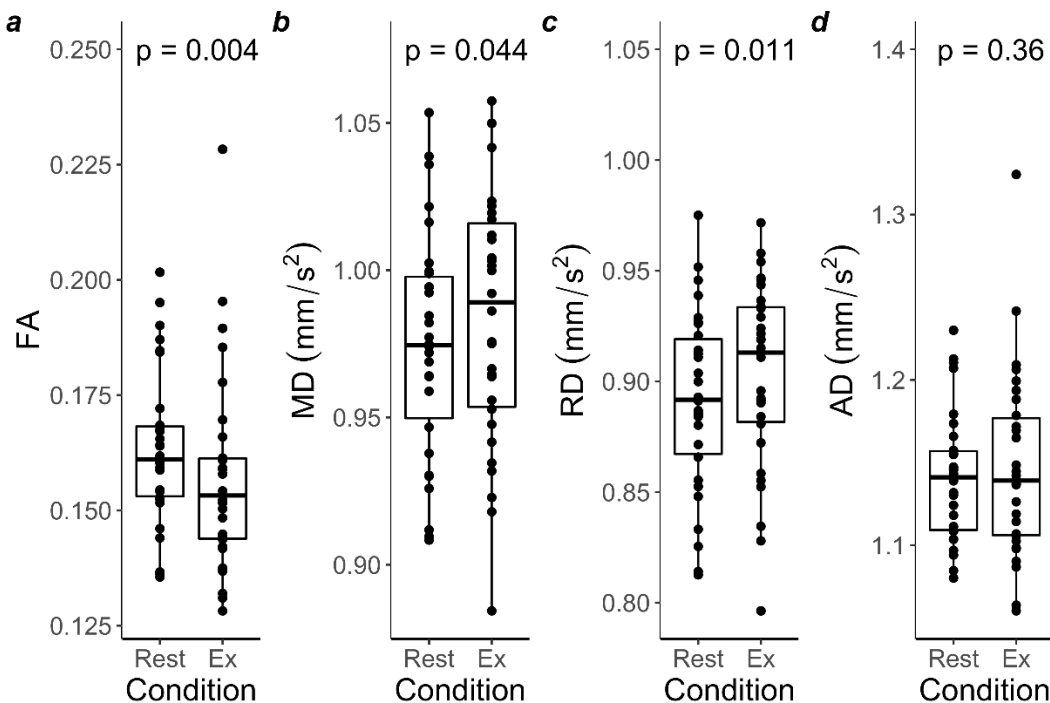 a
p = 0.004
FA
0.250
0.225
0.200
0.175
0.150
0.125
Rest Ex
Condition
b
p = 0.044
MD (mm/s²)
1.05
1.00
0.95
0.90
Rest Ex
Condition
c
p = 0.011
RD (mm/s²)
1.05
1.00
0.95
0.90
0.85
0.80
Rest Ex
Condition
d
p = 0.36
AD (mm/s²)
1.4
1.3
1.2
1.1
Rest Ex
Condition